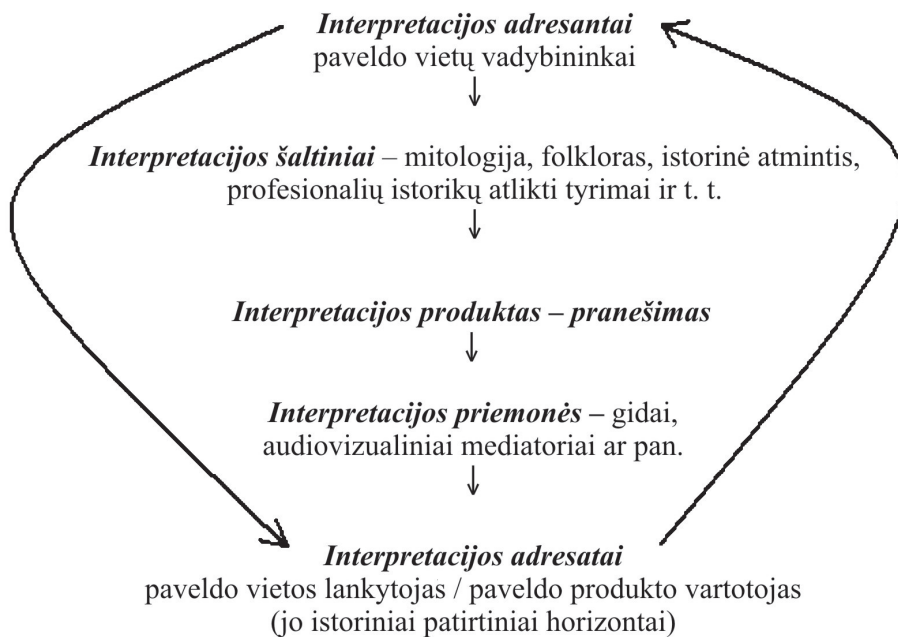 Interpretacijos adresantai
paveldo vietų vadybininkai
Interpretacijos šaltiniai – mitologija, folkloras, istorinė atmintis,
profesionalių istorikų atlikti tyrimai ir t. t.
Interpretacijos produktas – pranešimas
Interpretacijos priemonės – gidai,
audiovizualiniai mediatoriai ar pan.
Interpretacijos adresatai
paveldo vietos lankytojas / paveldo produkto vartotojas
(jo istoriniai patirtiniai horizontai)